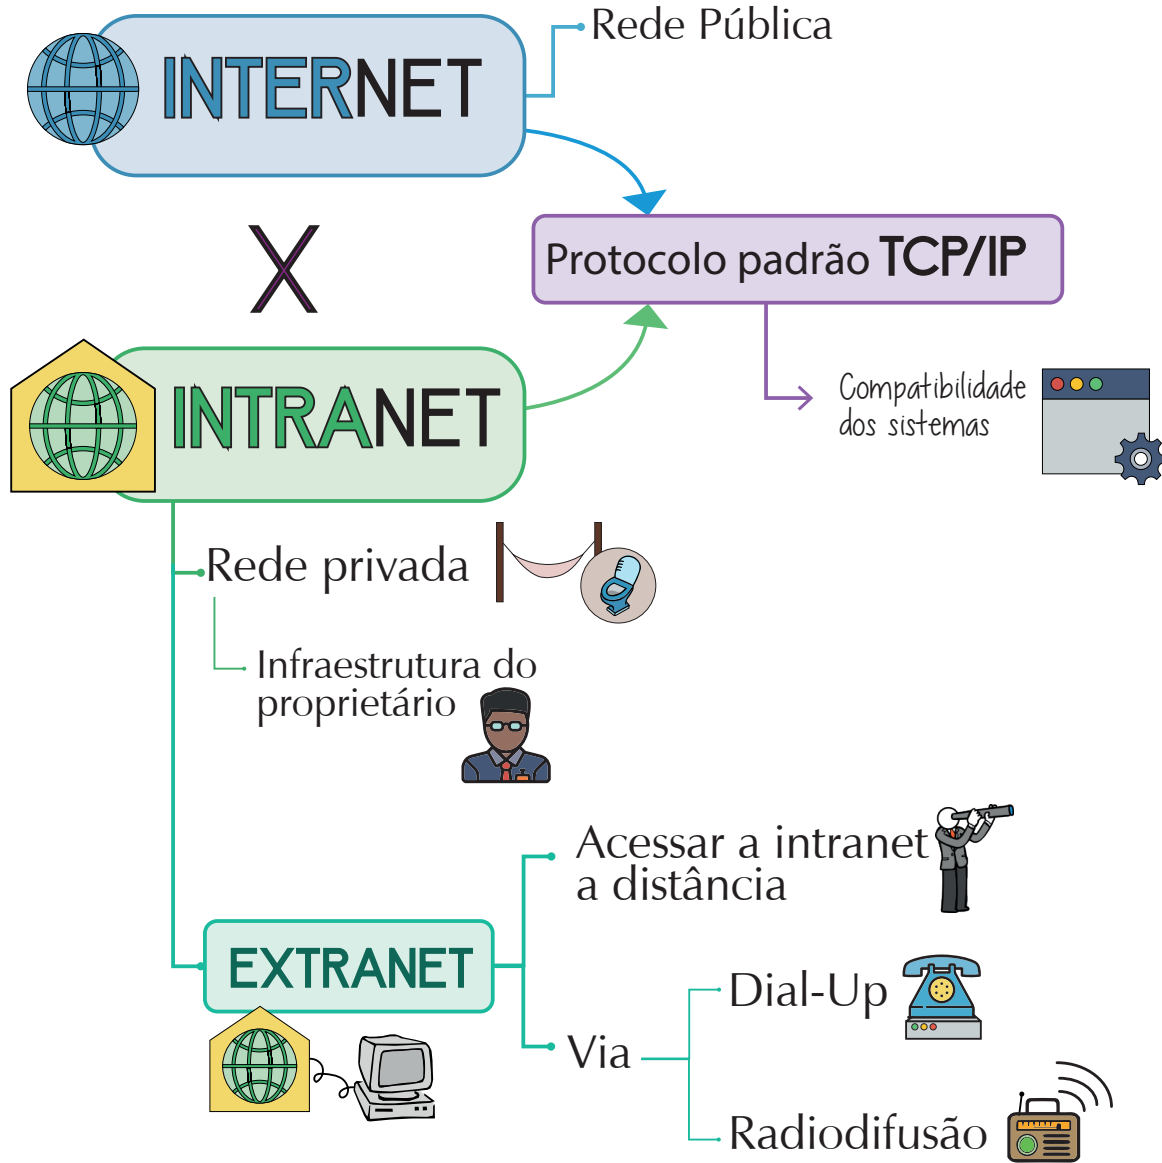 Rede Pública
INTERNET
X
Protocolo padrão TCP/IP
Compatibilidade
dos sistemas
INTRANET
Rede privada
Infraestrutura do
proprietário
Acessar a intranet
a distância
EXTRANET
Dial-Up
Via
Radiodifusão